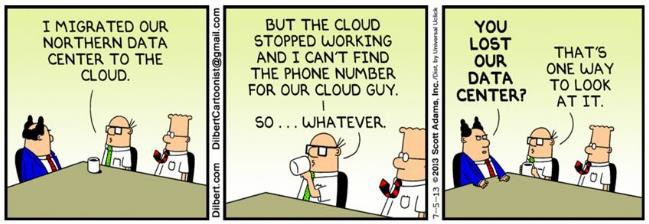 I MIGRATED OUR
NORTHERN DATA
CENTER TO THE
CLOUD.
Dilbert.com DilbertCartoonist@gmail.com
BUT THE CLOUD
STOPPED WORKING
AND I CAN'T FIND
THE PHONE NUMBER
FOR OUR CLOUD GUY.
SO ... WHATEVER.
7-5-13 © 2013 Scott Adams, Inc. /Dist. by Universal Uclick
YOU
LOST
OUR
DATA
CENTER?
THAT'S
ONE WAY
TO LOOK
AT IT.